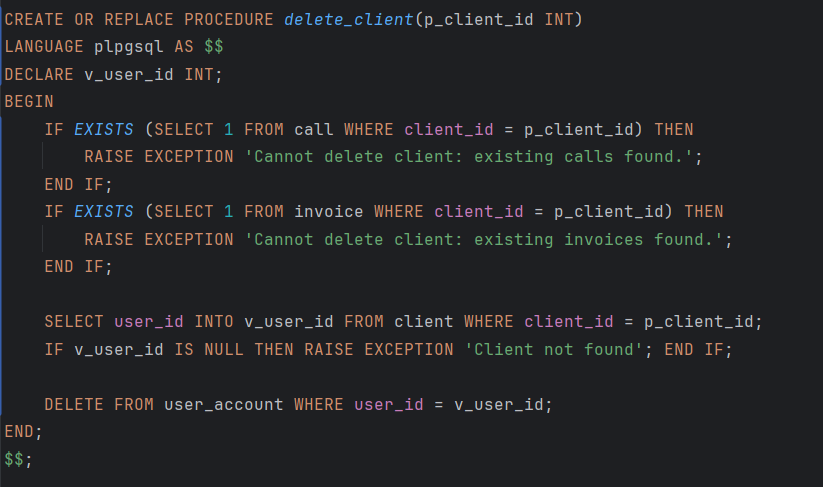 CREATE OR REPLACE PROCEDURE delete_client(p_client_id INT)
LANGUAGE plpgsql AS $$
DECLARE v_user_id INT;
BEGIN
    IF EXISTS (SELECT 1 FROM call WHERE client_id = p_client_id) THEN
        RAISE EXCEPTION 'Cannot delete client: existing calls found.';
    END IF;
    IF EXISTS (SELECT 1 FROM invoice WHERE client_id = p_client_id) THEN
        RAISE EXCEPTION 'Cannot delete client: existing invoices found.';
    END IF;

    SELECT user_id INTO v_user_id FROM client WHERE client_id = p_client_id;
    IF v_user_id IS NULL THEN RAISE EXCEPTION 'Client not found'; END IF;

    DELETE FROM user_account WHERE user_id = v_user_id;
END;
$$;